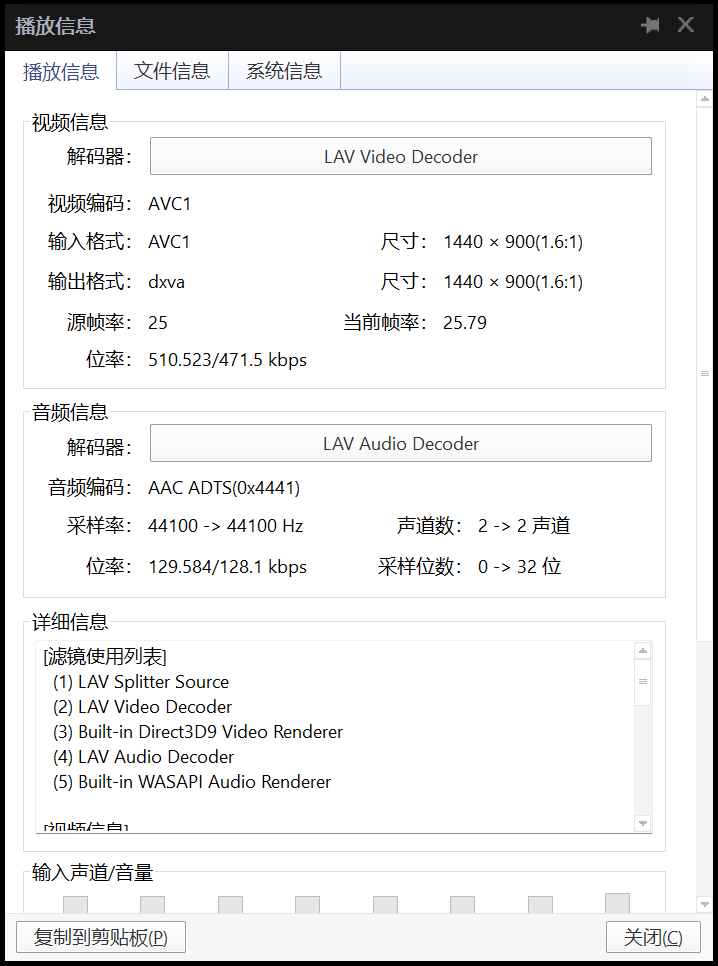 播放信息
播放信息 文件信息 系统信息
视频信息
解码器: LAV Video Decoder
视频编码: AVC1
输入格式: AVC1 尺寸: 1440 × 900(1.6:1)
输出格式: dxva 尺寸: 1440 × 900(1.6:1)
源帧率: 25 当前帧率: 25.79
位率: 510.523/471.5 kbps
音频信息
解码器: LAV Audio Decoder
音频编码: AAC ADTS(0x4441)
采样率: 44100 -> 44100 Hz 声道数: 2 -> 2 声道
位率: 129.584/128.1 kbps 采样位数: 0 -> 32 位
详细信息
[滤镜使用列表]
(1) LAV Splitter Source
(2) LAV Video Decoder
(3) Built-in Direct3D9 Video Renderer
(4) LAV Audio Decoder
(5) Built-in WASAPI Audio Renderer
[视频信息]
输入声道/音量
复制到剪贴板(P) 关闭(C)